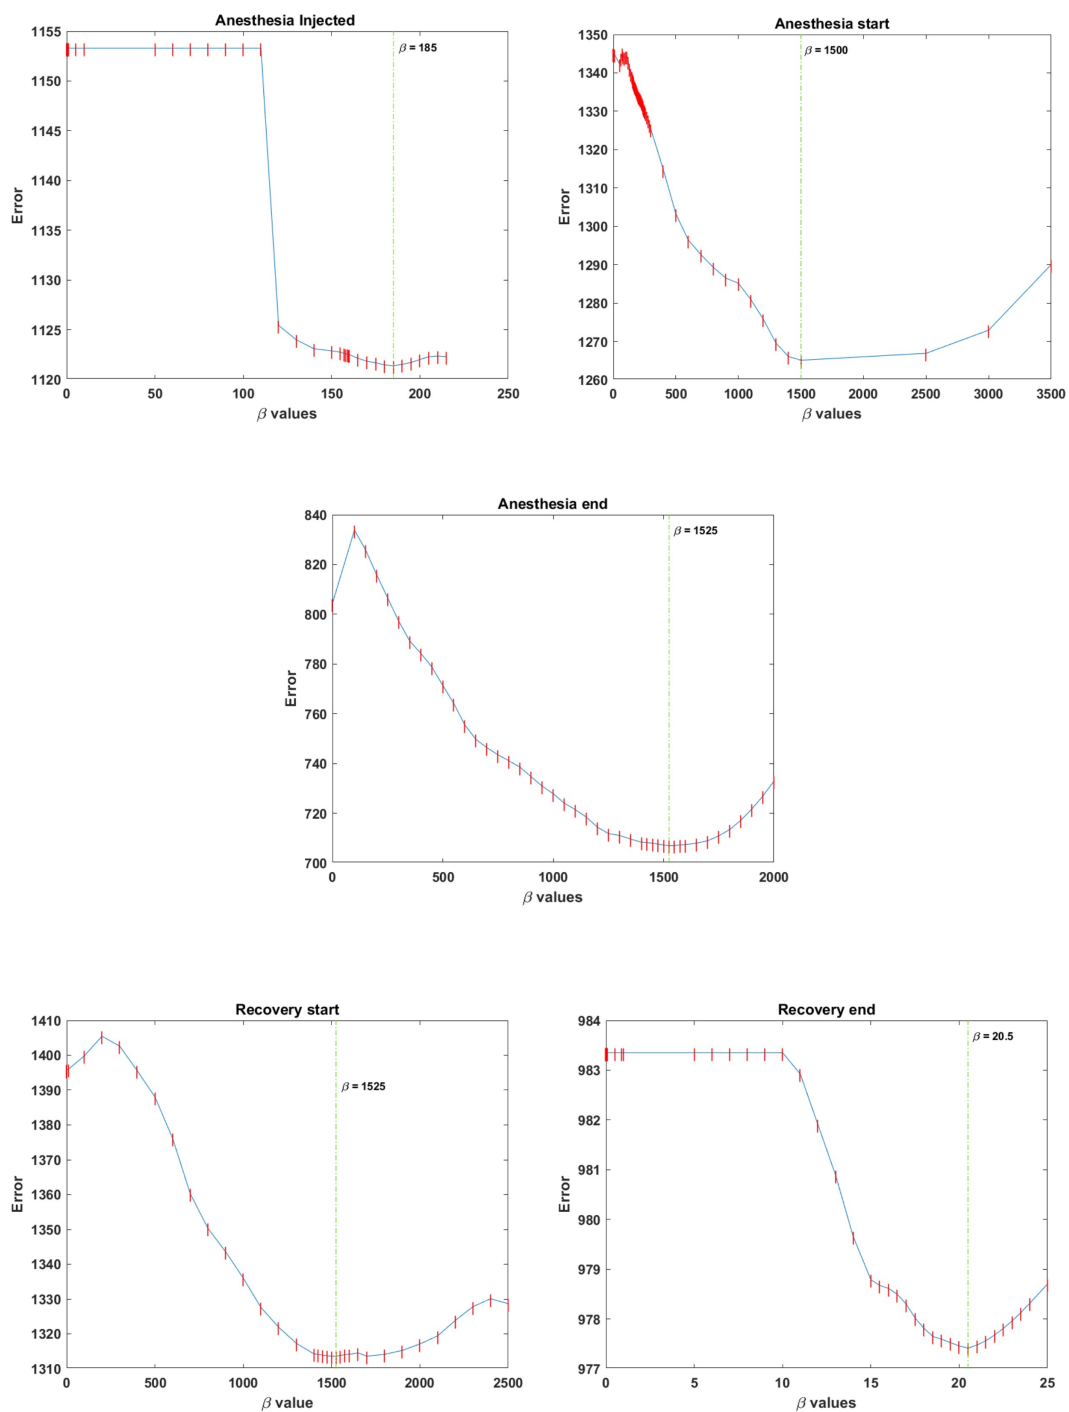 Anesthesia Injected
β = 185
1155
1150
1145
1140
1135
1130
1125
1120
Error
0 50 100 150 200 250
β values
Anesthesia start
β = 1500
1350
1340
1330
1320
1310
1300
1290
1280
1270
1260
Error
0 500 1000 1500 2000 2500 3000 3500
β values
Anesthesia end
β = 1525
840
820
800
780
760
740
720
700
Error
0 500 1000 1500 2000
β values
Recovery start
β = 1525
1410
1400
1390
1380
1370
1360
1350
1340
1330
1320
1310
Error
0 500 1000 1500 2000 2500
β value
Recovery end
β = 20.5
984
983
982
981
980
979
978
977
Error
0 5 10 15 20 25
β values